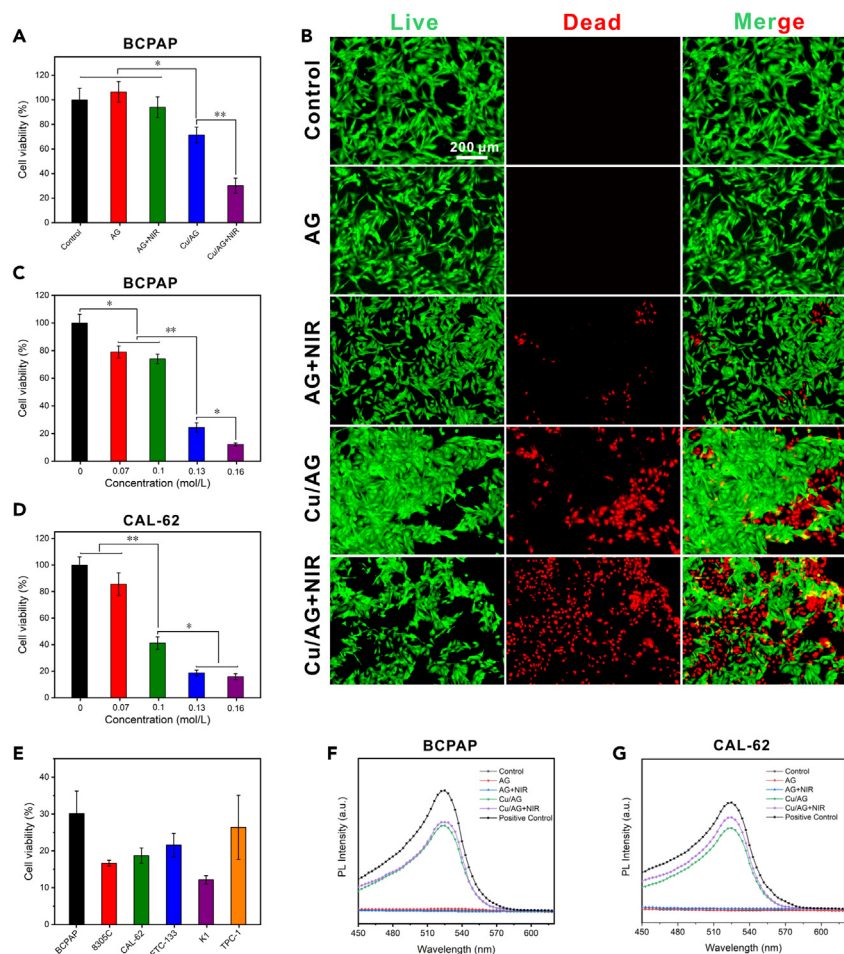 A
BCPAP
Cell viability (%)
120
100
80
60
40
20
0
Control
AG
AG+NIR
Cu/AG
Cu/AG+NIR
*
**
B
Live
Dead
Merge
Control
200 μm
AG
AG+NIR
Cu/AG
Cu/AG+NIR
C
BCPAP
Cell viability (%)
120
100
80
60
40
20
0
*
**
*
0
0.07
0.1
0.13
0.16
Concentration (mol/L)
D
CAL-62
Cell viability (%)
120
100
80
60
40
20
0
**
*
0
0.07
0.1
0.13
0.16
Concentration (mol/L)
E
Cell viability (%)
40
30
20
10
0
BCPAP
8305C
CAL-62
FTC-133
K1
TPC-1
F
BCPAP
PL Intensity (a.u.)
Control
AG
AG+NIR
Cu/AG
Cu/AG+NIR
Positive Control
450
480
510
540
570
600
Wavelength (nm)
G
CAL-62
PL Intensity (a.u.)
Control
AG
AG+NIR
Cu/AG
Cu/AG+NIR
Positive Control
450
480
510
540
570
600
Wavelength (nm)